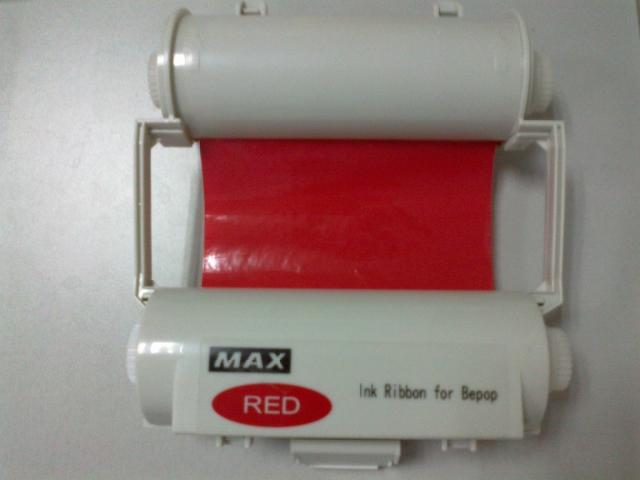 MAX
RED
Ink Ribbon for Bepop